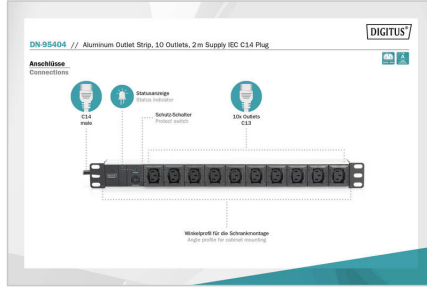 DIGITUS®
DN-95404 // Aluminum Outlet Strip, 10 Outlets, 2 m Supply IEC C14 Plug
Anschlüsse
Connections
Statusanzeige
Status indicator
C14
male
Schutz-Schalter
Protect switch
10x Outlets
C13
Winkelprofil für die Schrankmontage
Angle profile for cabinet mounting